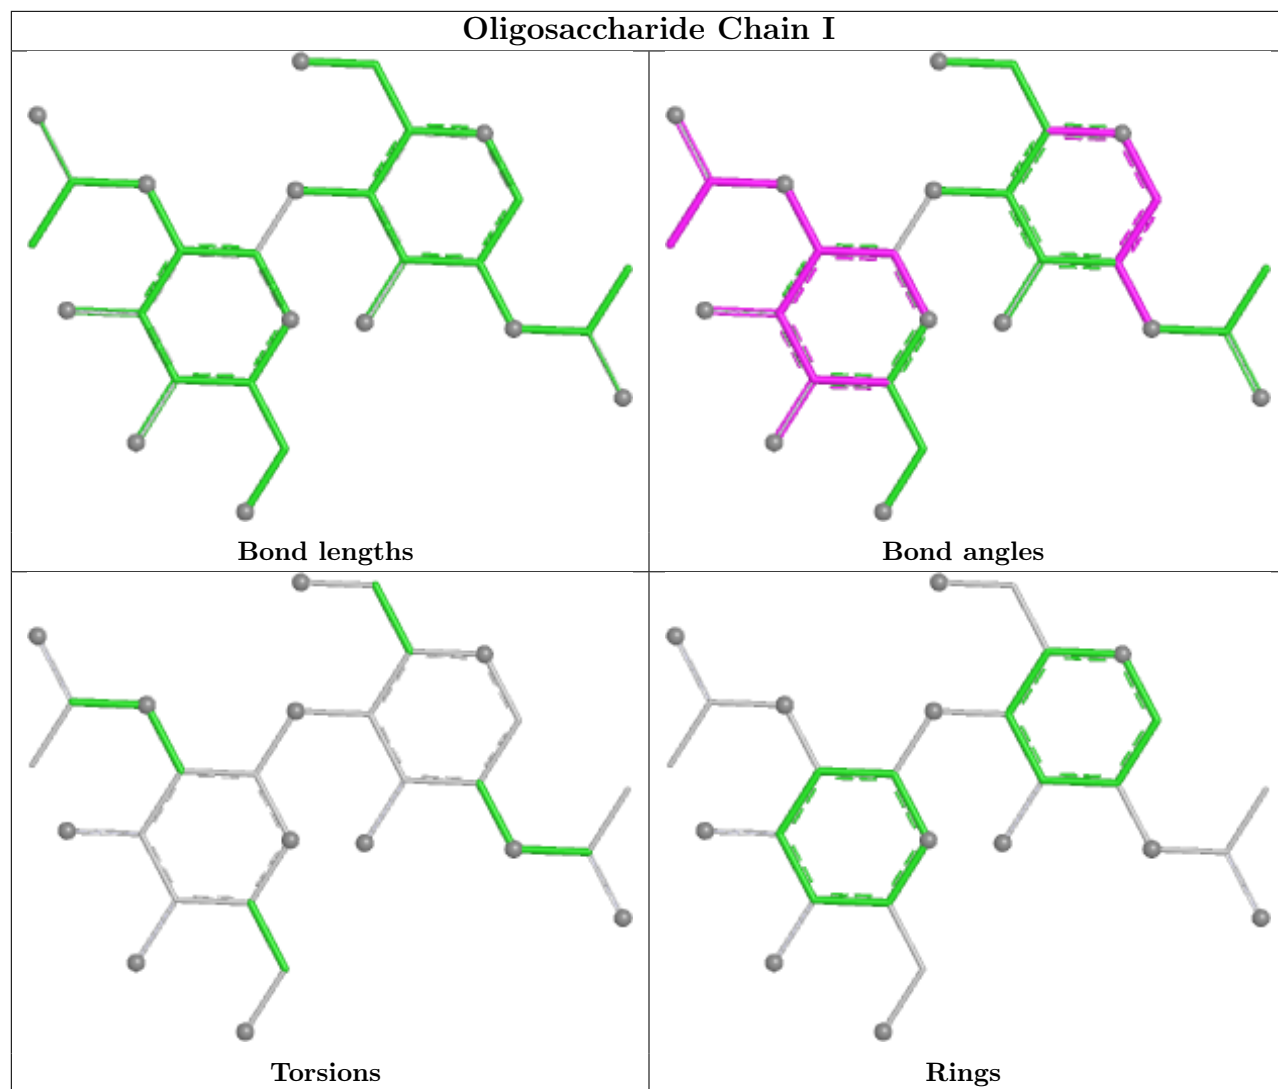 Oligosaccharide Chain I
Bond lengths
Bond angles
Torsions
Rings